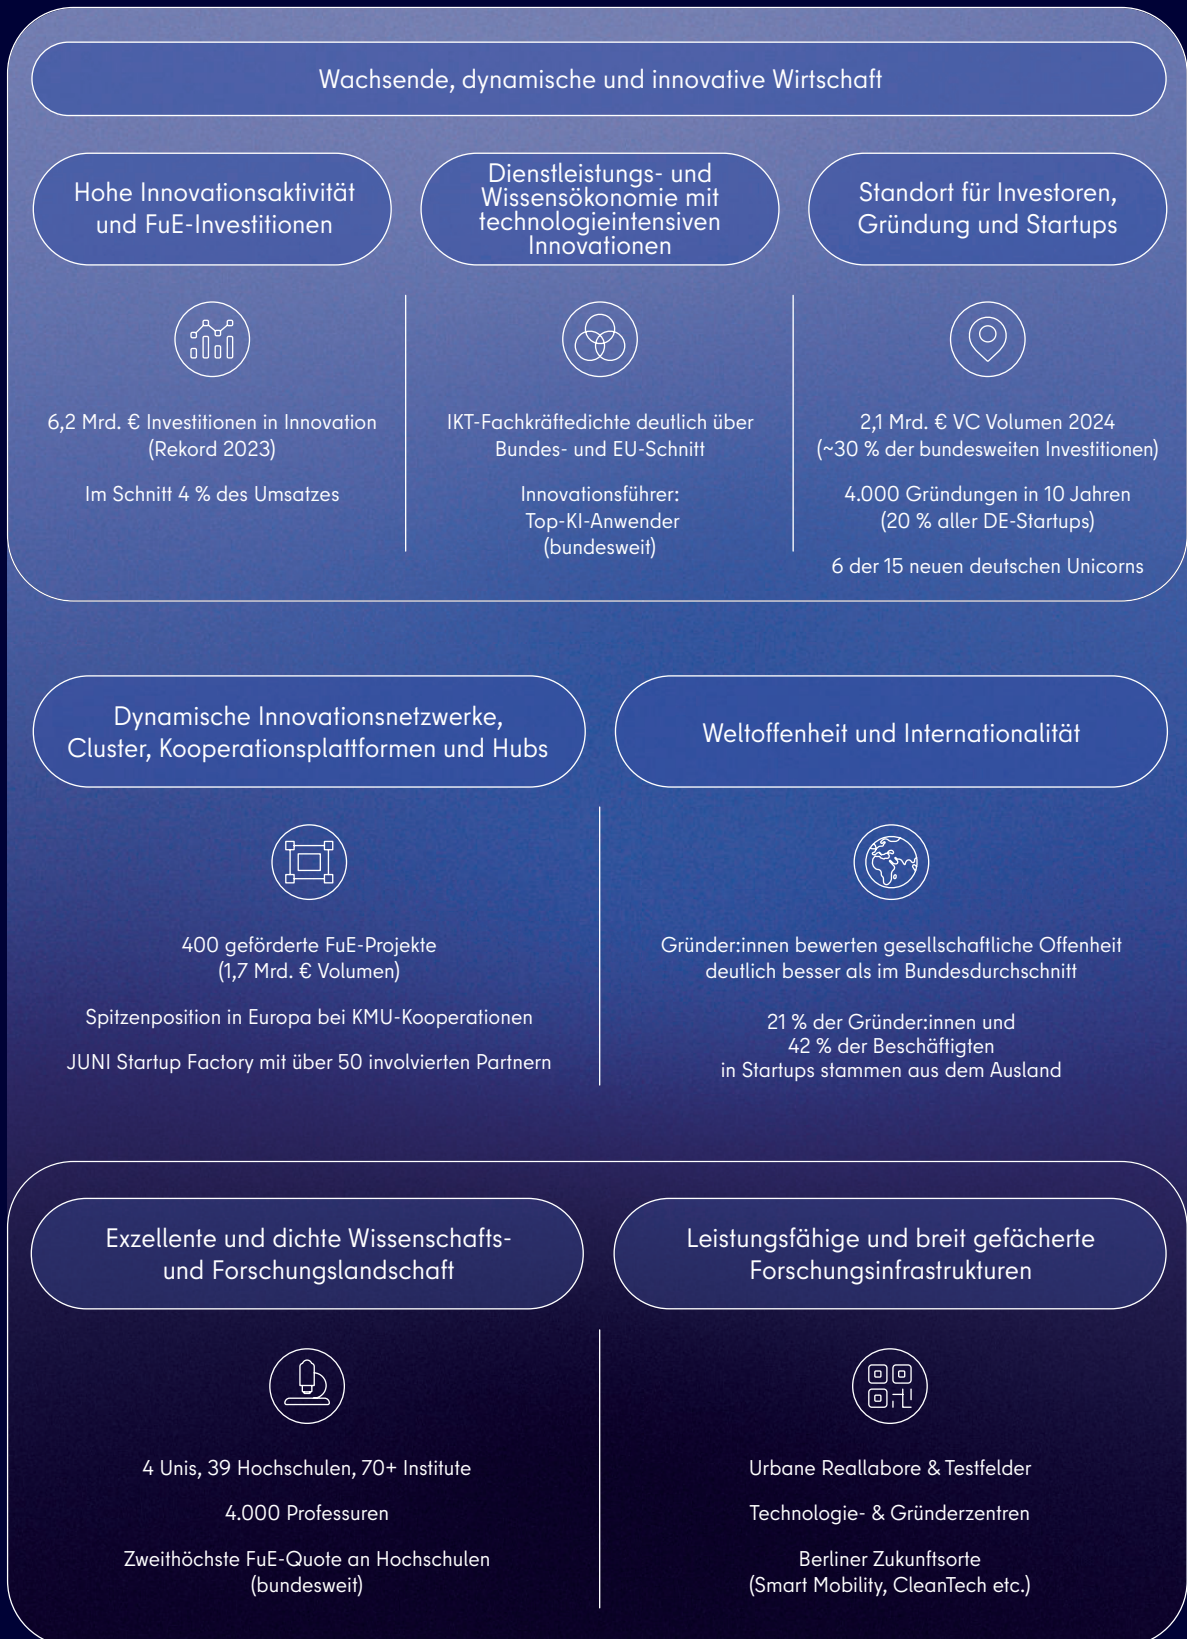 Wachsende, dynamische und innovative Wirtschaft
Hohe Innovationsaktivität
und FuE-Investitionen
6,2 Mrd. € Investitionen in Innovation
(Rekord 2023)
Im Schnitt 4 % des Umsatzes
Dienstleistungs- und
Wissensökonomie mit
technologieintensiven
Innovationen
IKT-Fachkräftedichte deutlich über
Bundes- und EU-Schnitt
Innovationsführer:
Top-KI-Anwender
(bundesweit)
Standort für Investoren,
Gründung und Startups
2,1 Mrd. € VC Volumen 2024
(~30 % der bundesweiten Investitionen)
4.000 Gründungen in 10 Jahren
(20 % aller DE-Startups)
6 der 15 neuen deutschen Unicorns
Dynamische Innovationsnetzwerke,
Cluster, Kooperationsplattformen und Hubs
400 geförderte FuE-Projekte
(1,7 Mrd. € Volumen)
Spitzenposition in Europa bei KMU-Kooperationen
JUNI Startup Factory mit über 50 involvierten Partnern
Weltoffenheit und Internationalität
Gründer:innen bewerten gesellschaftliche Offenheit
deutlich besser als im Bundesdurchschnitt
21 % der Gründer:innen und
42 % der Beschäftigten
in Startups stammen aus dem Ausland
Exzellente und dichte Wissenschafts-
und Forschungslandschaft
4 Unis, 39 Hochschulen, 70+ Institute
4.000 Professuren
Zweithöchste FuE-Quote an Hochschulen
(bundesweit)
Leistungsfähige und breit gefächerte
Forschungsinfrastrukturen
Urbane Reallabore & Testfelder
Technologie- & Gründerzentren
Berliner Zukunftsorte
(Smart Mobility, CleanTech etc.)